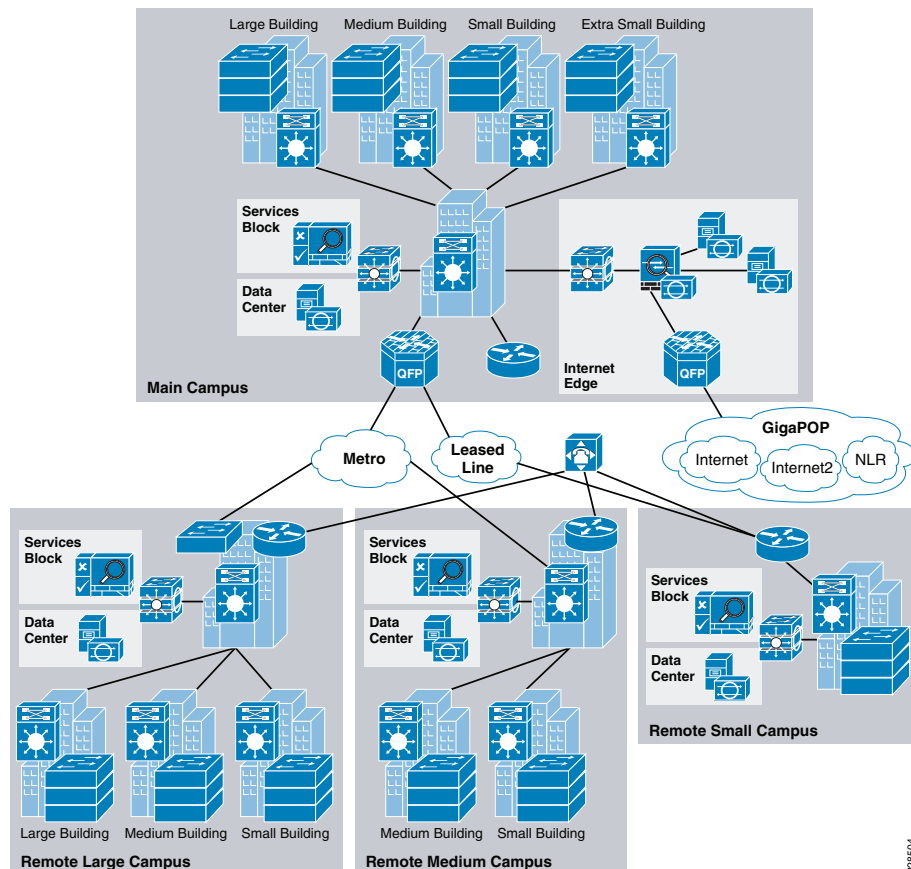 Large Building
Medium Building
Small Building
Extra Small Building
Services
Block
Data
Center
QFP
Main Campus
Internet
Edge
QFP
GigaPOP
Internet
Internet2
NLR
Metro
Leased
Line
Services
Block
Data
Center
Large Building
Medium Building
Small Building
Remote Large Campus
Services
Block
Data
Center
Medium Building
Small Building
Remote Medium Campus
Services
Block
Data
Center
Remote Small Campus